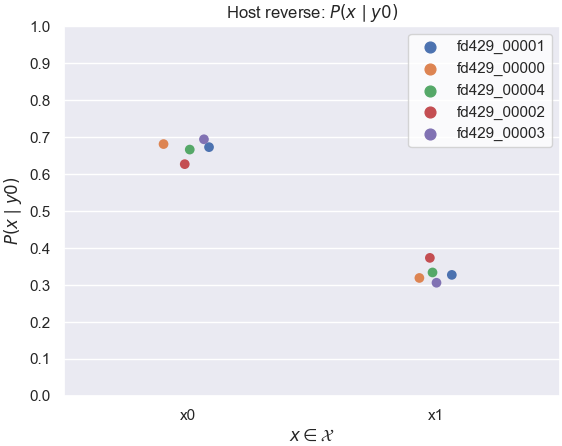 Host reverse: P(x | y0)
1.0
0.9
0.8
0.7
0.6
0.5
0.4
0.3
0.2
0.1
0.0
P(x | y0)
fd429_00001
fd429_00000
fd429_00004
fd429_00002
fd429_00003
x0
x1
x ∈ 𝒳